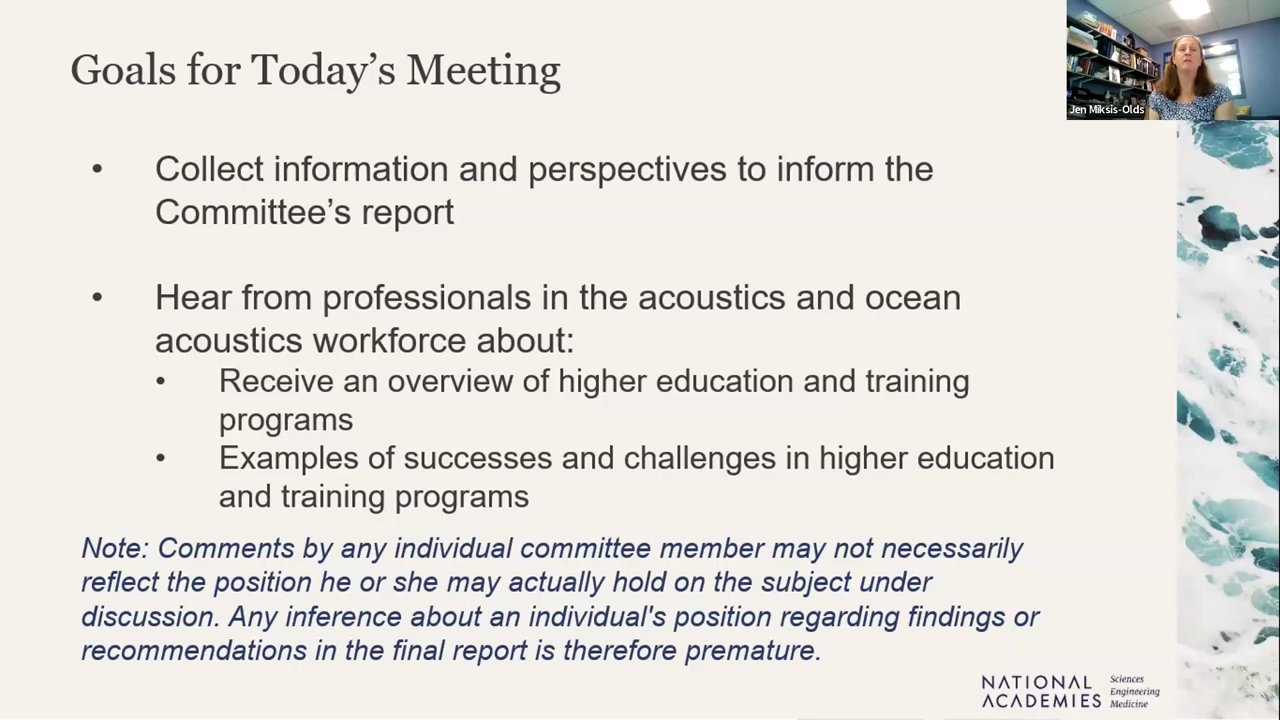 Goals for Today's Meeting
Jen Miksis-Olds
• Collect information and perspectives to inform the
Committee's report
• Hear from professionals in the acoustics and ocean
acoustics workforce about:
• Receive an overview of higher education and training
programs
• Examples of successes and challenges in higher education
and training programs
Note: Comments by any individual committee member may not necessarily
reflect the position he or she may actually hold on the subject under
discussion. Any inference about an individual's position regarding findings or
recommendations in the final report is therefore premature.
NATIONAL ACADEMIES
Sciences
Engineering
Medicine